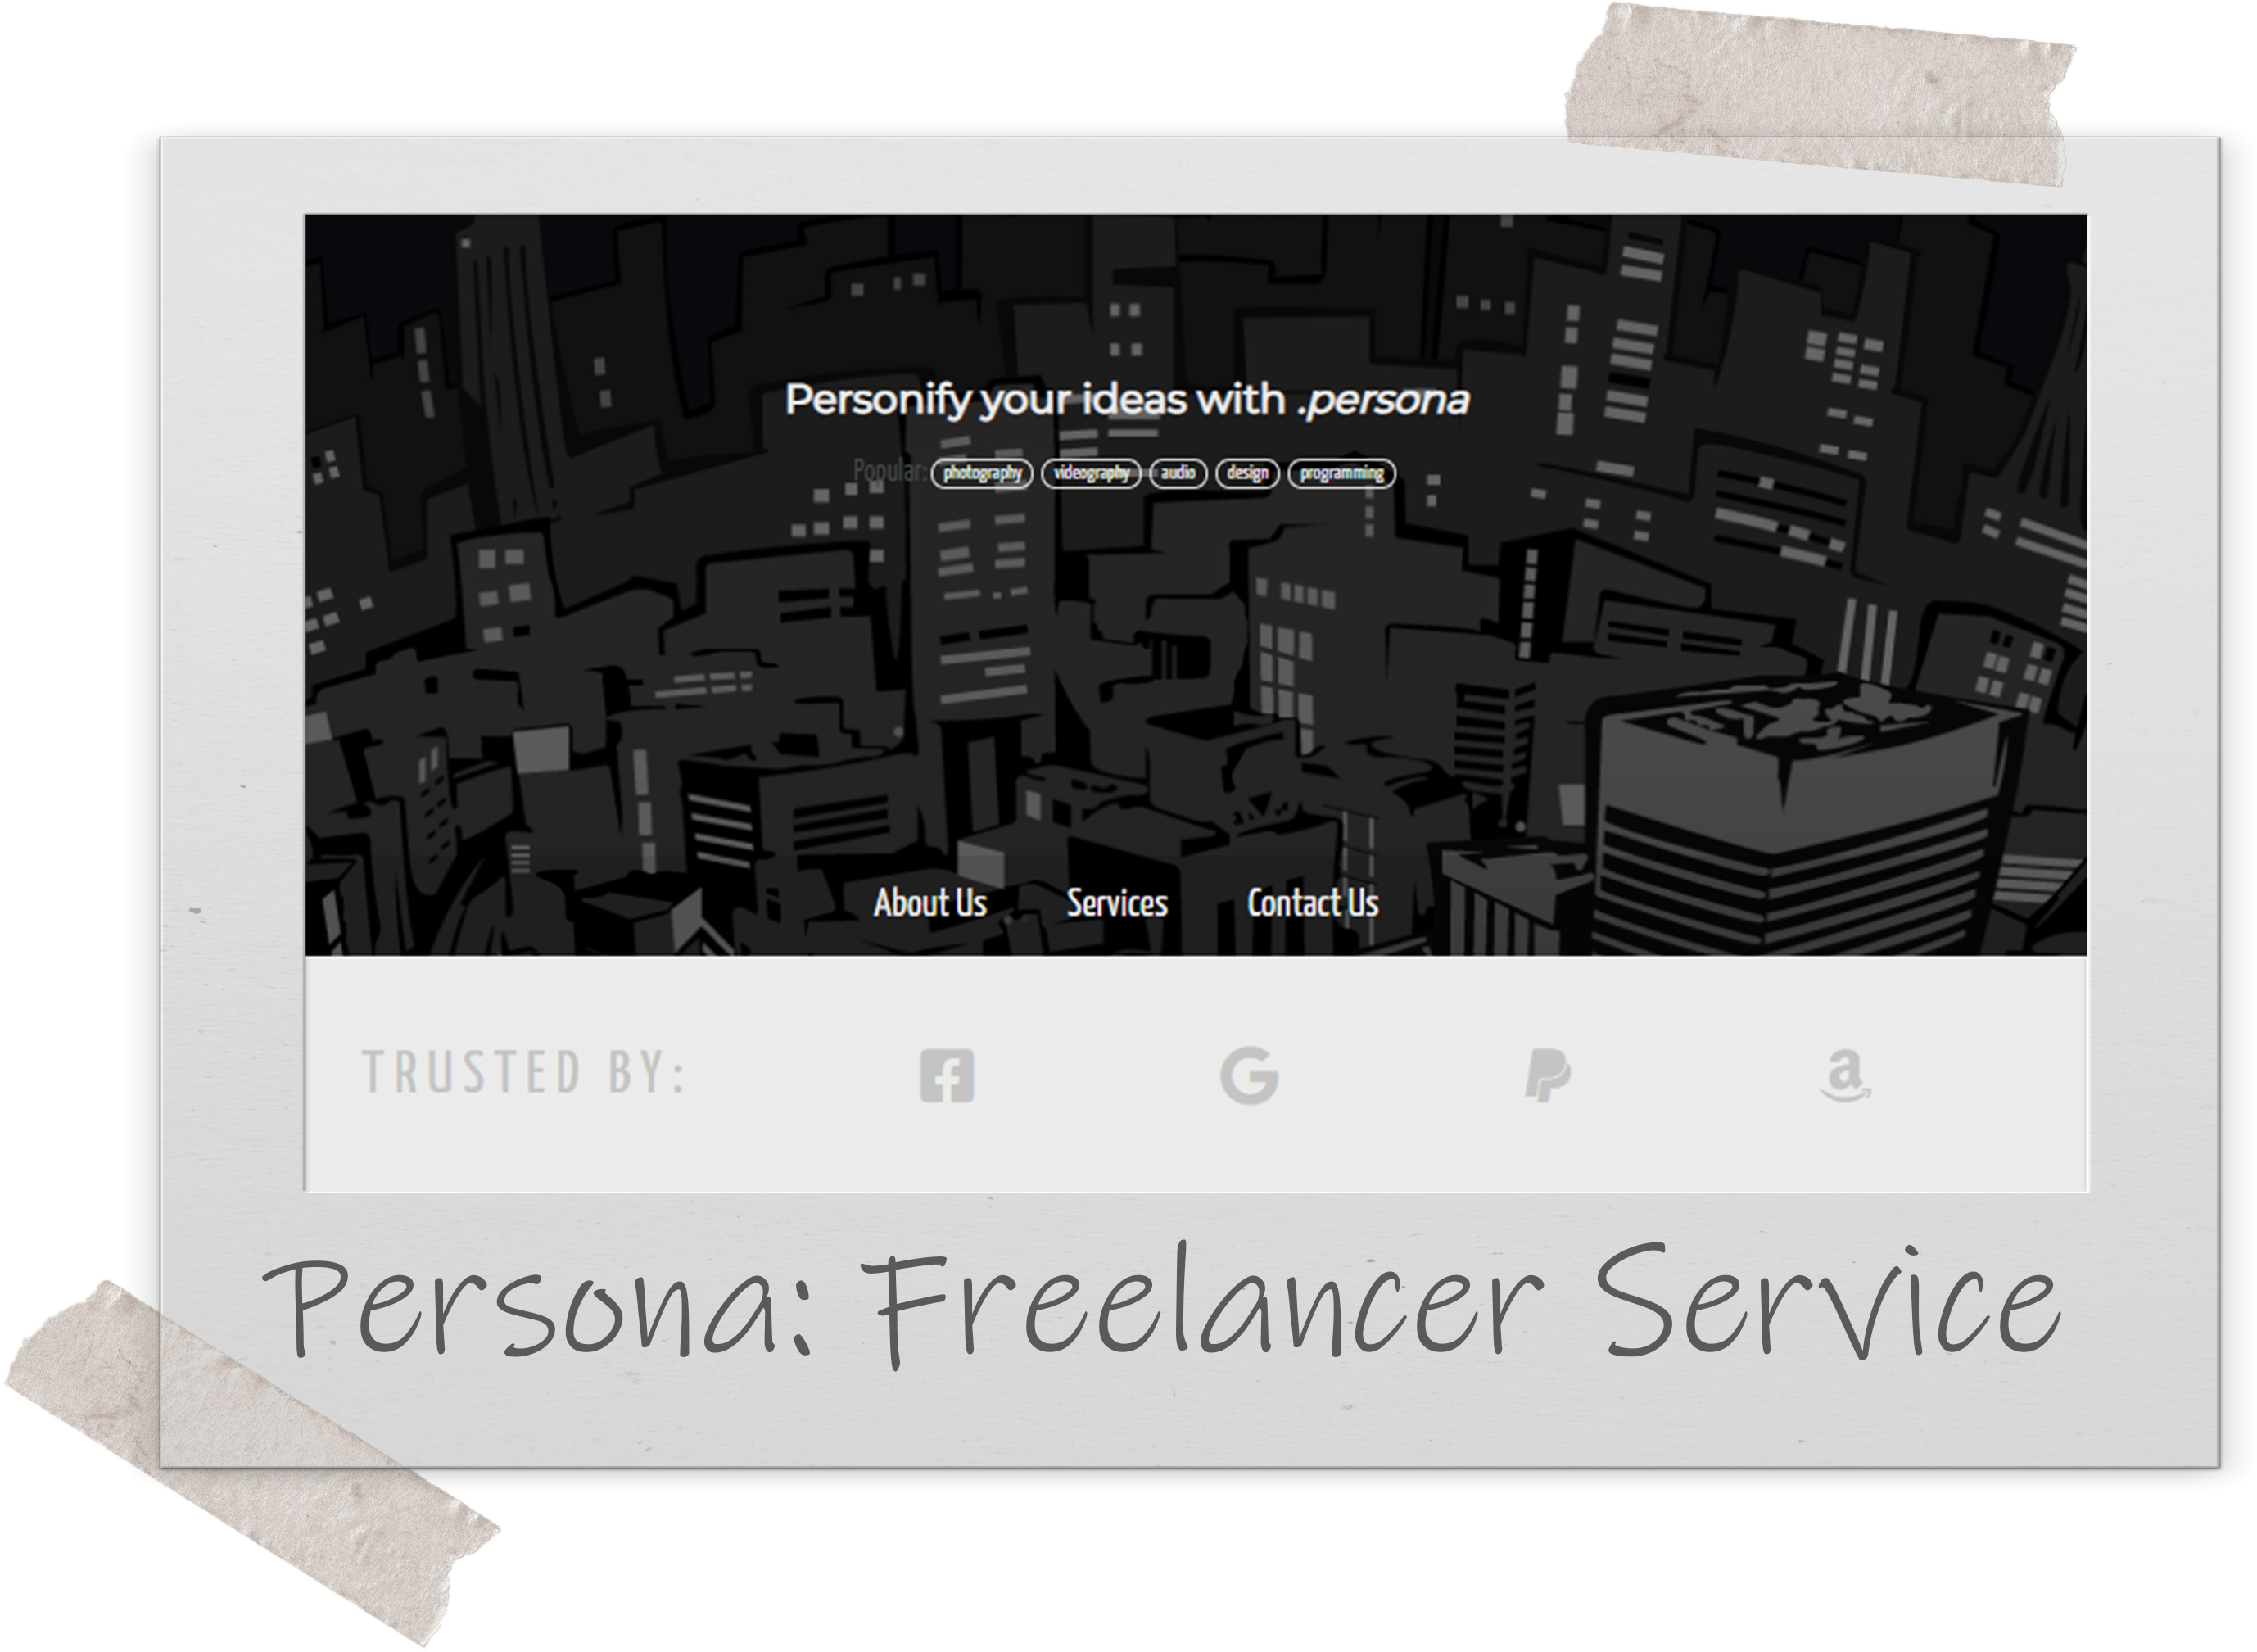 Personify your ideas with .persona
Popular: photography videography audio design programming
About Us Services Contact Us
TRUSTED BY:
Persona: Freelancer Service